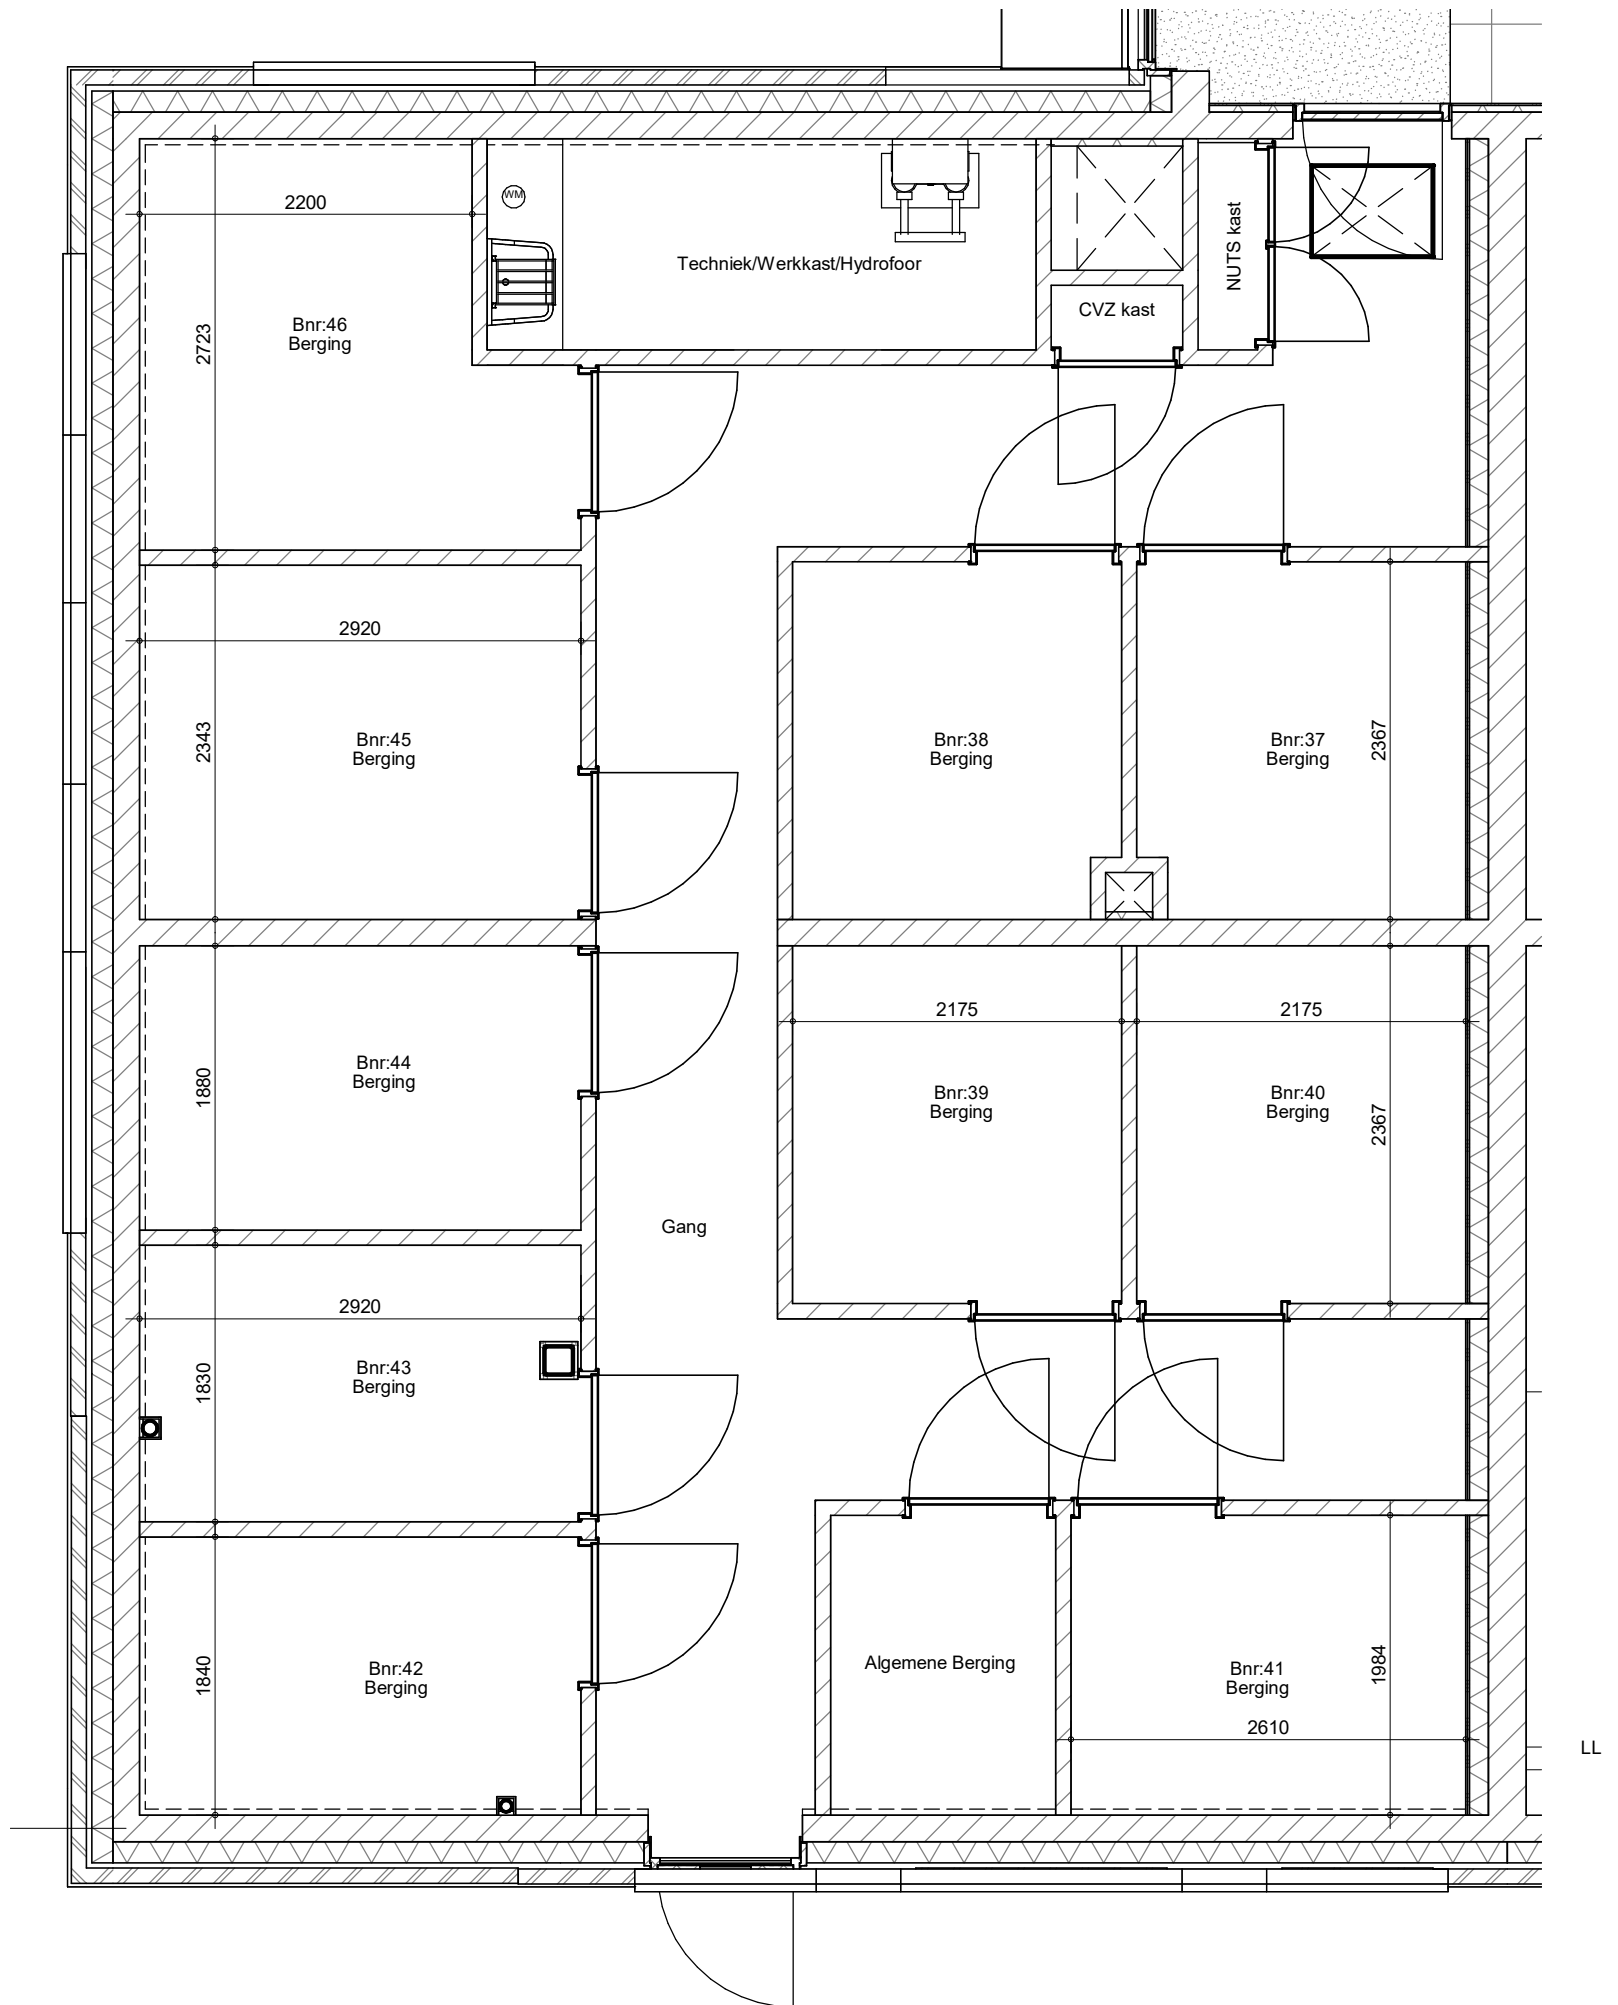 2200
WM
Techniek/Werkkast/Hydrofoor
NUTS kast
CVZ kast
2723
Bnr:46
Berging
2920
2343
Bnr:45
Berging
Bnr:38
Berging
Bnr:37
Berging
2367
2175
2175
1880
Bnr:44
Berging
Bnr:39
Berging
Bnr:40
Berging
2367
Gang
2920
1830
Bnr:43
Berging
1840
Bnr:42
Berging
Algemene Berging
Bnr:41
Berging
1984
2610
LL